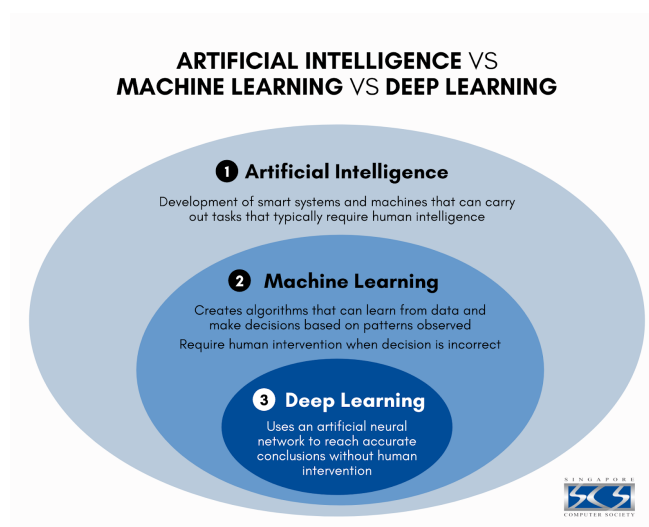 ARTIFICIAL INTELLIGENCE VS
MACHINE LEARNING VS DEEP LEARNING
1 Artificial Intelligence
Development of smart systems and machines that can carry
out tasks that typically require human intelligence
2 Machine Learning
Creates algorithms that can learn from data and
make decisions based on patterns observed
Require human intervention when decision is incorrect
3 Deep Learning
Uses an artificial neural
network to reach accurate
conclusions without human
intervention
SINGAPORE
SCS
COMPUTER SOCIETY